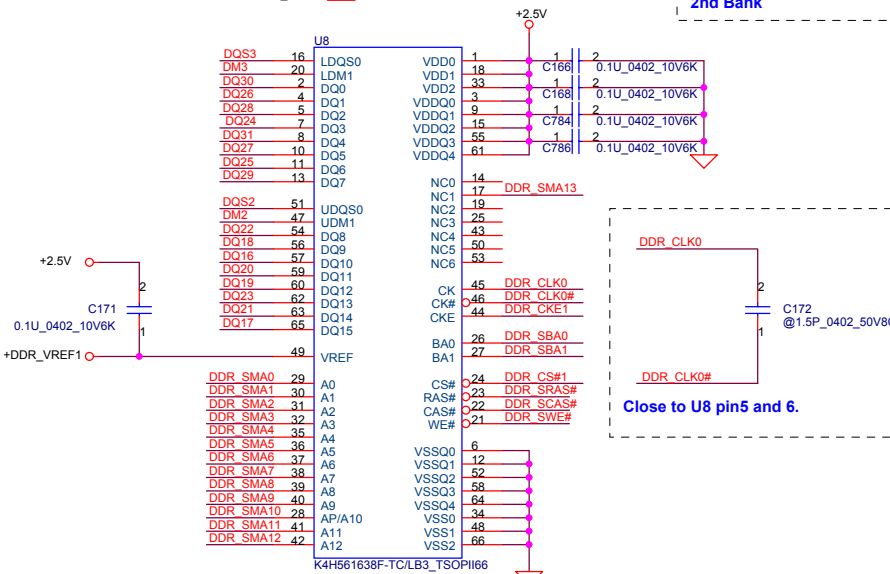 2nd Bank
+2.5V
U8
DQS3 16 LDQS0 VDD0 1
DM3 20 LDM1 VDD1 18
DQ30 2 DQ0 VDD2 33
DQ26 4 DQ1 VDDQ0 3
DQ28 5 DQ2 VDDQ1 9
DQ24 7 DQ3 VDDQ2 15
DQ31 8 DQ4 VDDQ3 55
DQ27 10 DQ5 VDDQ4 61
DQ25 11 DQ6
DQ29 13 DQ7
1 C166 2 0.1U_0402_10V6K
1 C168 2 0.1U_0402_10V6K
1 C784 2 0.1U_0402_10V6K
1 C786 2 0.1U_0402_10V6K
NC0 14
NC1 17 DDR_SMA13
NC2 19
NC3 25
NC4 43
NC5 50
NC6 53
DQS2 51 UDQS0
DM2 47 UDM1
DQ22 54 DQ8
DQ18 56 DQ9
DQ16 57 DQ10
DQ20 59 DQ11
DQ19 60 DQ12
DQ23 62 DQ13
DQ21 63 DQ14
DQ17 65 DQ15
CK 45 DDR_CLK0
CK# 46 DDR_CLK0#
CKE 44 DDR_CKE1
BA0 26 DDR_SBA0
BA1 27 DDR_SBA1
CS# 24 DDR_CS#1
RAS# 23 DDR_SRAS#
CAS# 22 DDR_SCAS#
WE# 21 DDR_SWE#
+2.5V
2
C171
0.1U_0402_10V6K
1
+DDR_VREF1
49 VREF
DDR_SMA0 29 A0
DDR_SMA1 30 A1
DDR_SMA2 31 A2
DDR_SMA3 32 A3
DDR_SMA4 35 A4
DDR_SMA5 36 A5
DDR_SMA6 37 A6
DDR_SMA7 38 A7
DDR_SMA8 39 A8
DDR_SMA9 40 A9
DDR_SMA10 28 AP/A10
DDR_SMA11 41 A11
DDR_SMA12 42 A12
VSSQ0 6
VSSQ1 12
VSSQ2 52
VSSQ3 58
VSSQ4 64
VSS0 34
VSS1 48
VSS2 66
K4H561638F-TC/LB3_TSOPII66
DDR_CLK0
2
C172
@1.5P_0402_50V8C
1
DDR_CLK0#
Close to U8 pin5 and 6.